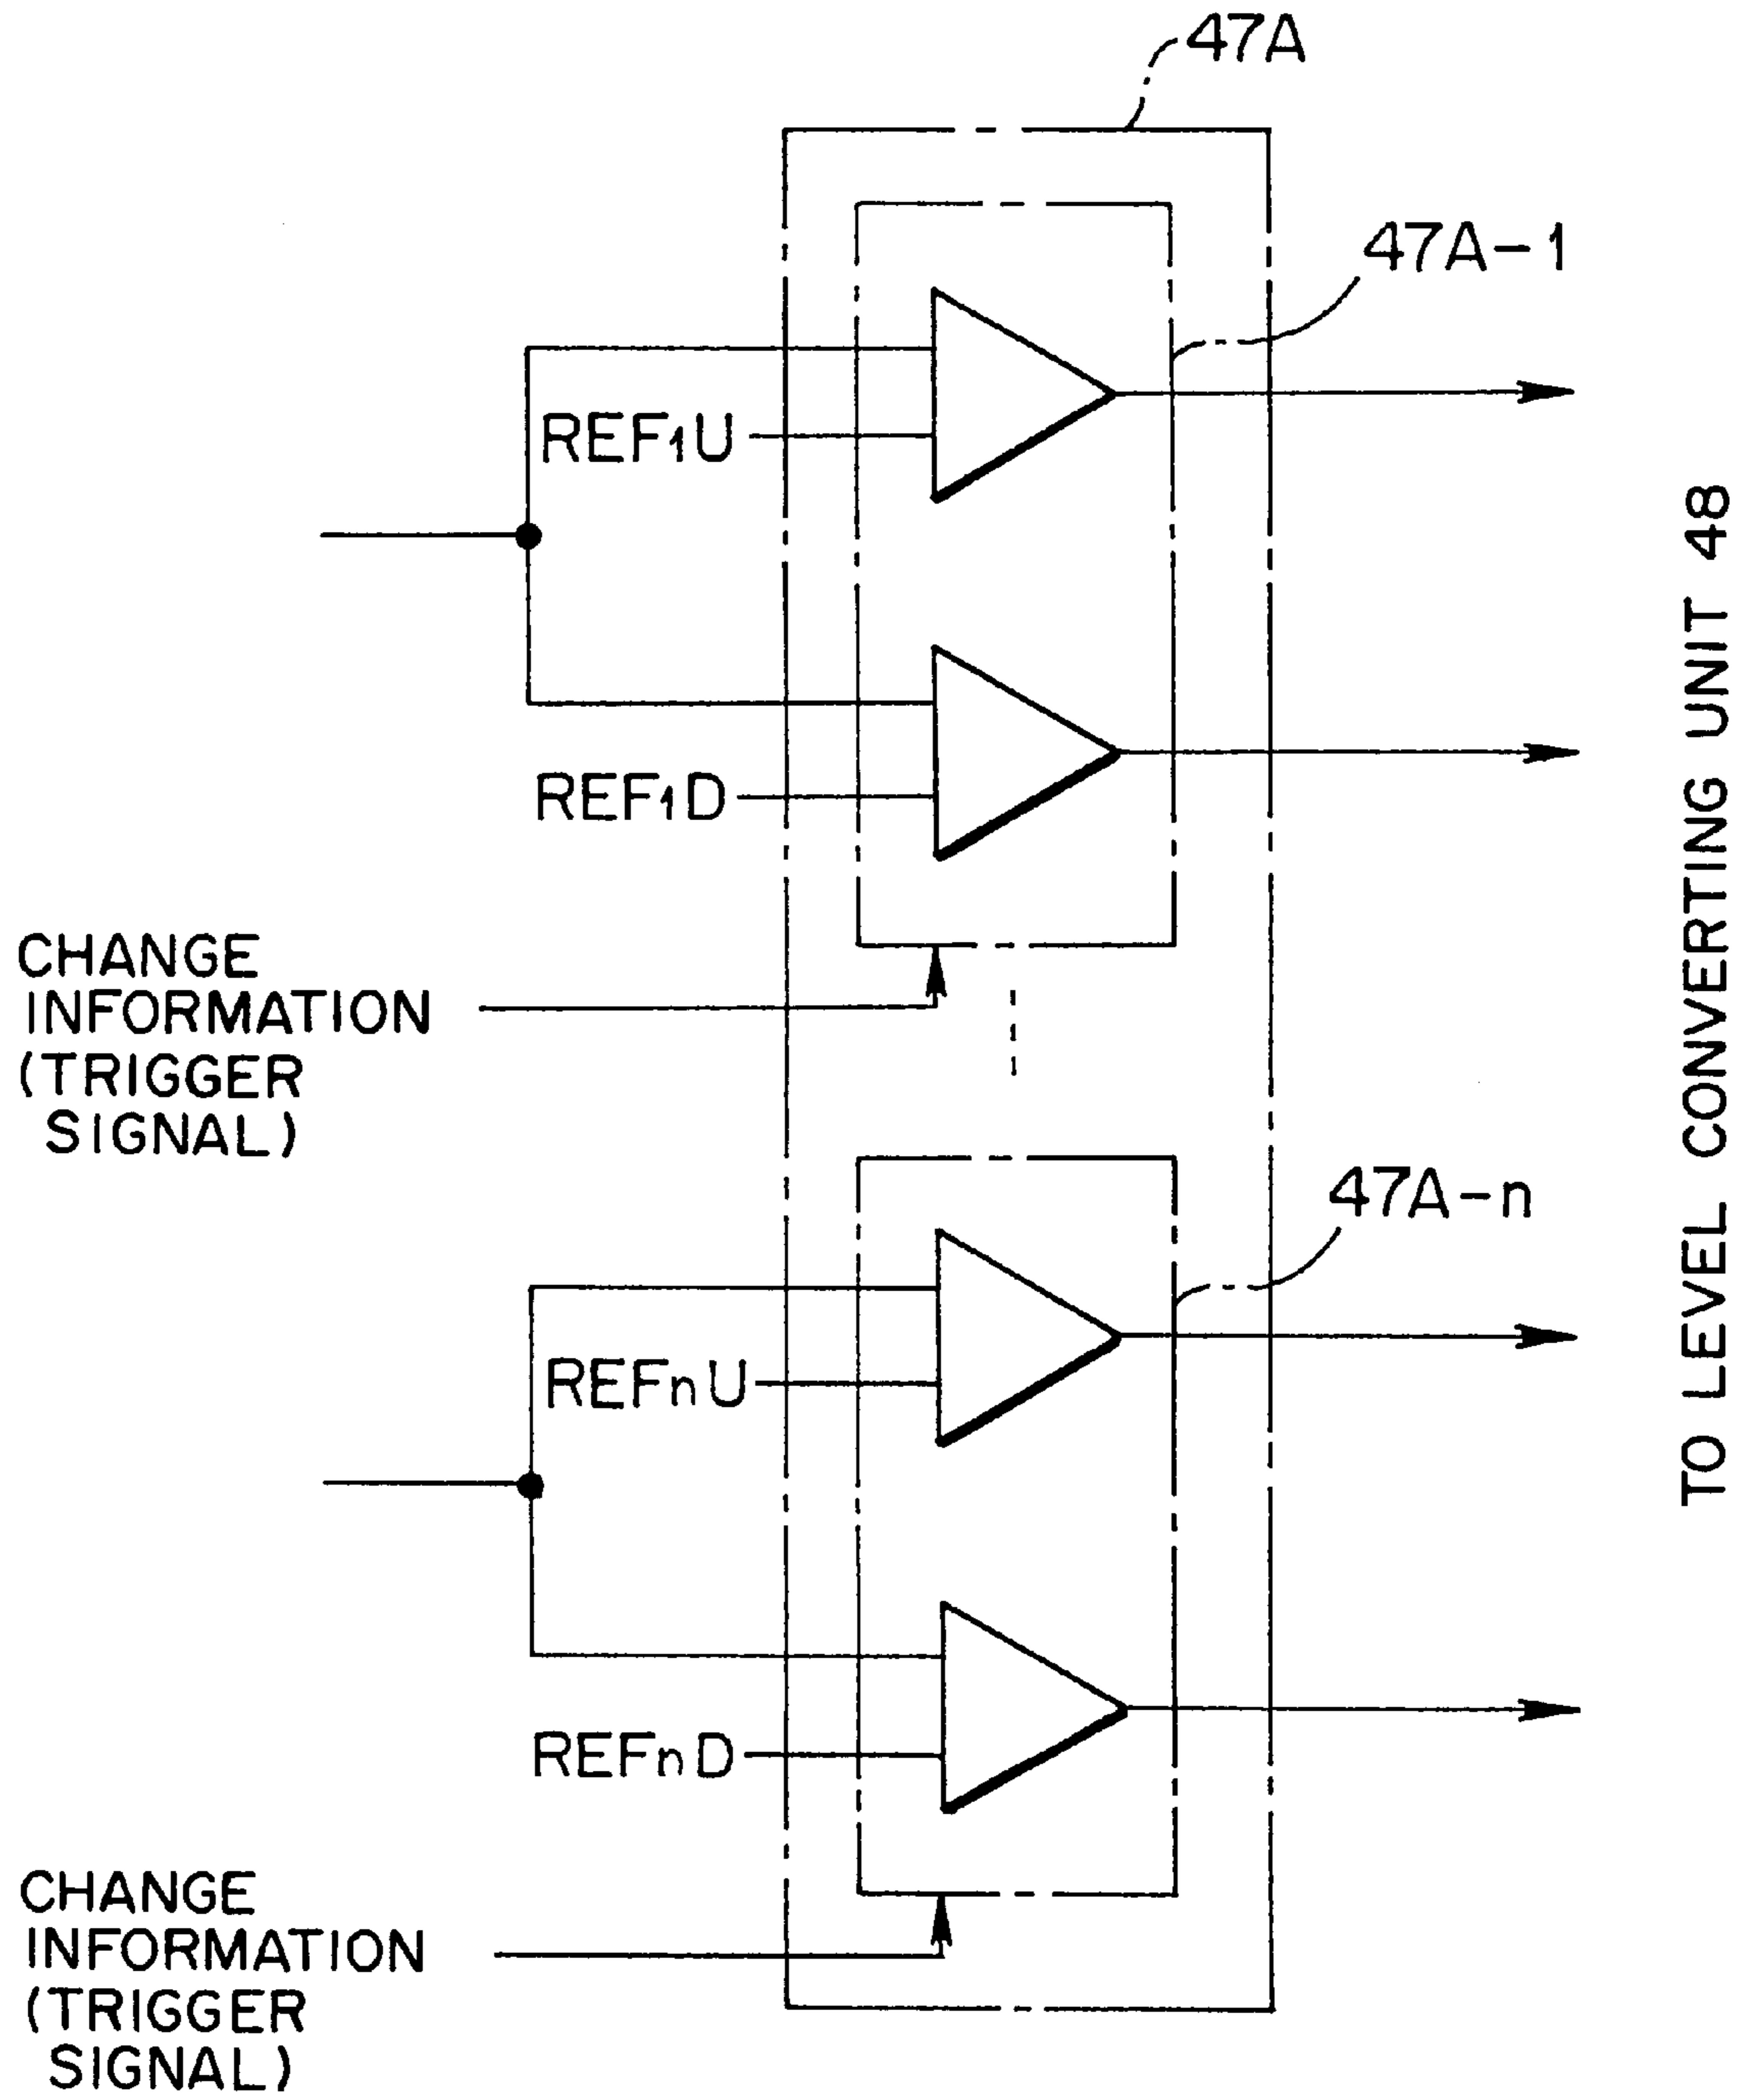 47A
47A-1
REF1U
REF1D
CHANGE
INFORMATION
(TRIGGER
SIGNAL)
47A-n
REFnU
REFnD
CHANGE
INFORMATION
(TRIGGER
SIGNAL)
TO LEVEL CONVERTING UNIT 48